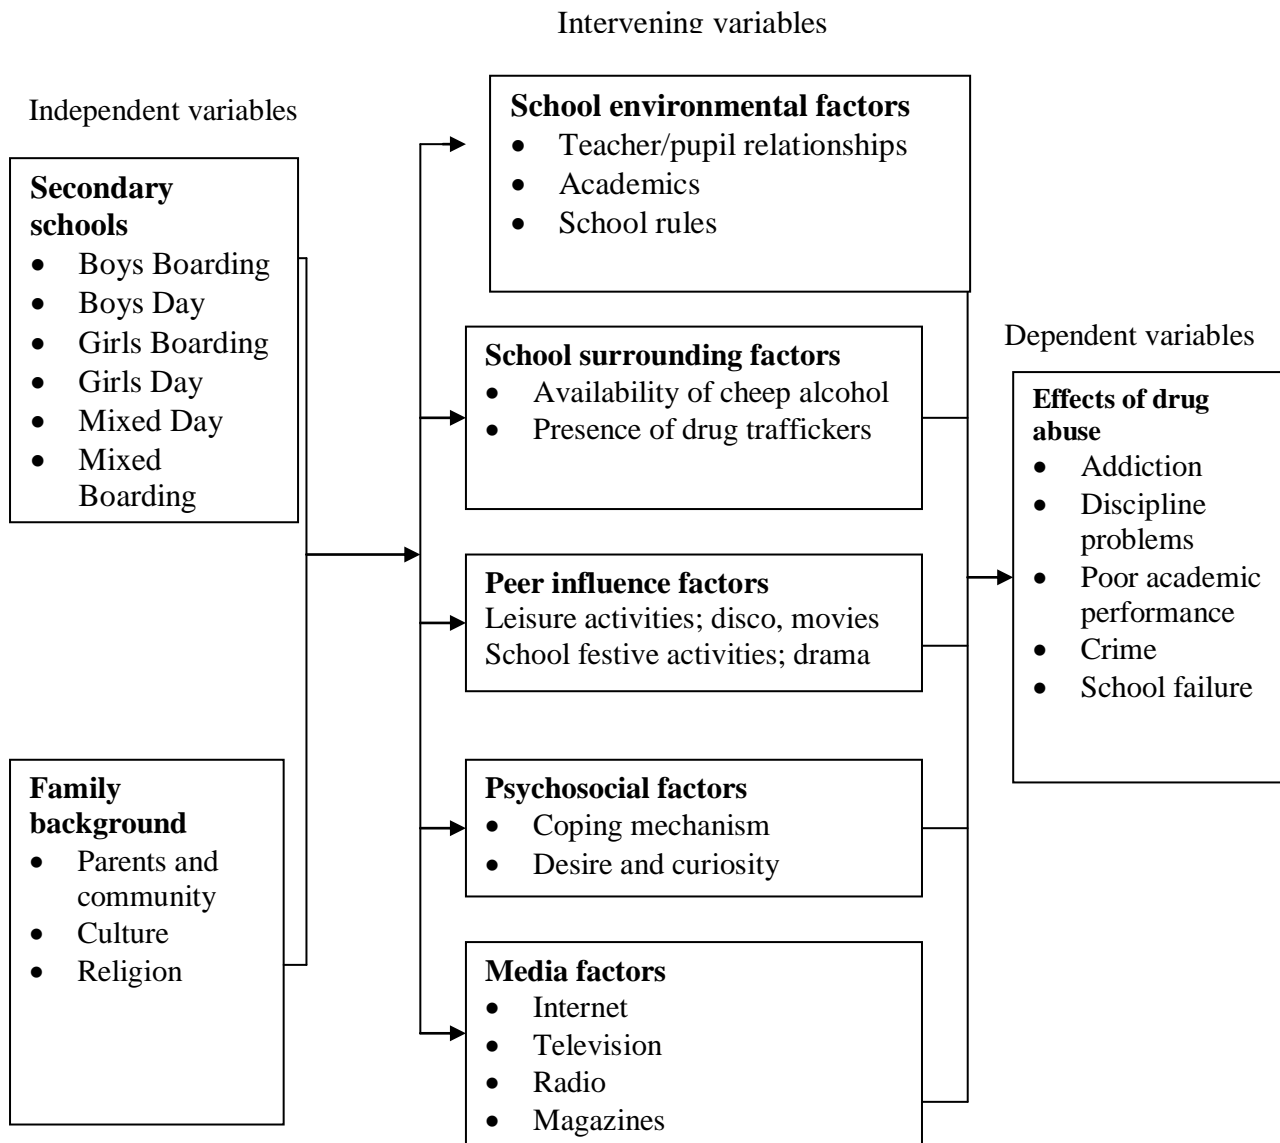 Intervening variables
Independent variables
Secondary
schools
• Boys Boarding
• Boys Day
• Girls Boarding
• Girls Day
• Mixed Day
• Mixed
Boarding
Family
background
• Parents and
community
• Culture
• Religion
School environmental factors
• Teacher/pupil relationships
• Academics
• School rules
School surrounding factors
• Availability of cheep alcohol
• Presence of drug traffickers
Peer influence factors
Leisure activities; disco, movies
School festive activities; drama
Psychosocial factors
• Coping mechanism
• Desire and curiosity
Media factors
• Internet
• Television
• Radio
• Magazines
Dependent variables
Effects of drug
abuse
• Addiction
• Discipline
problems
• Poor academic
performance
• Crime
• School failure